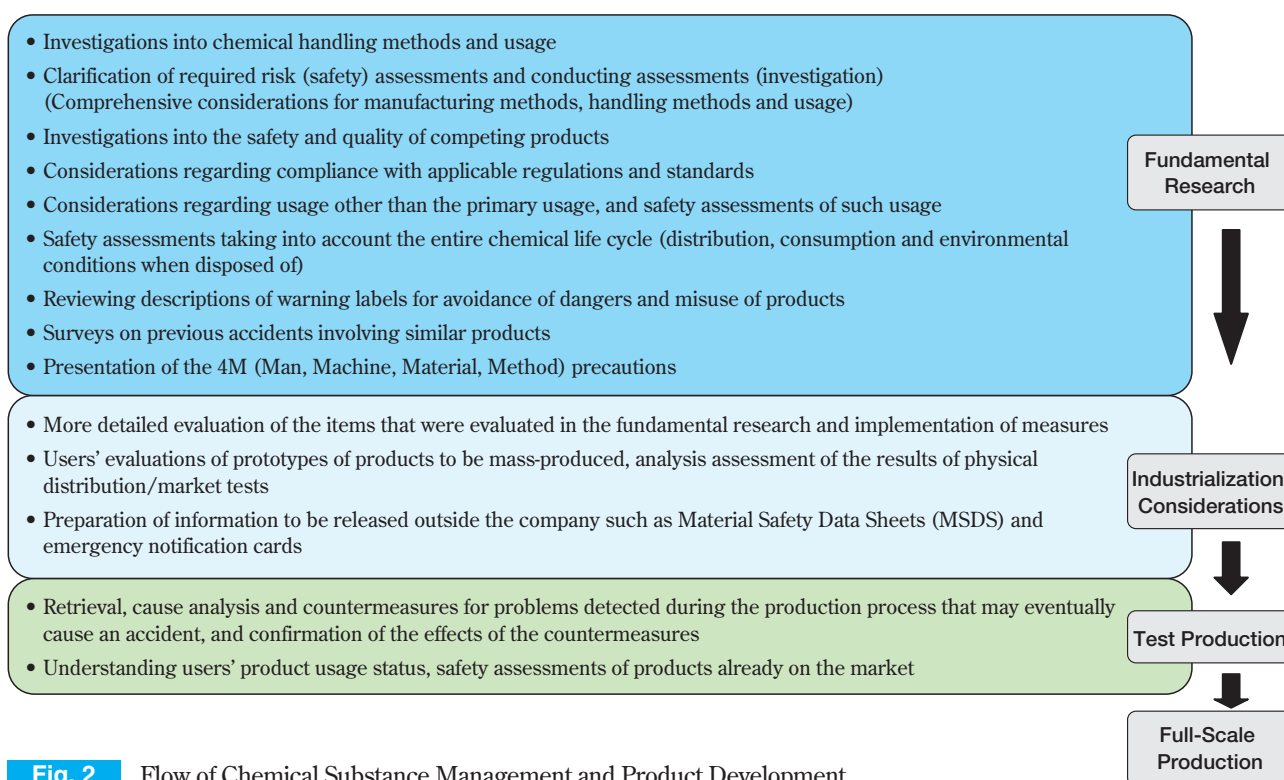 • Investigations into chemical handling methods and usage
• Clarification of required risk (safety) assessments and conducting assessments (investigation)
(Comprehensive considerations for manufacturing methods, handling methods and usage)
• Investigations into the safety and quality of competing products
• Considerations regarding compliance with applicable regulations and standards
• Considerations regarding usage other than the primary usage, and safety assessments of such usage
• Safety assessments taking into account the entire chemical life cycle (distribution, consumption and environmental
conditions when disposed of)
• Reviewing descriptions of warning labels for avoidance of dangers and misuse of products
• Surveys on previous accidents involving similar products
• Presentation of the 4M (Man, Machine, Material, Method) precautions
Fundamental
Research
• More detailed evaluation of the items that were evaluated in the fundamental research and implementation of measures
• Users’ evaluations of prototypes of products to be mass-produced, analysis assessment of the results of physical
distribution/market tests
• Preparation of information to be released outside the company such as Material Safety Data Sheets (MSDS) and
emergency notification cards
Industrialization
Considerations
• Retrieval, cause analysis and countermeasures for problems detected during the production process that may eventually
cause an accident, and confirmation of the effects of the countermeasures
• Understanding users’ product usage status, safety assessments of products already on the market
Test Production
Full-Scale
Production
Fig. 2 Flow of Chemical Substance Management and Product Development